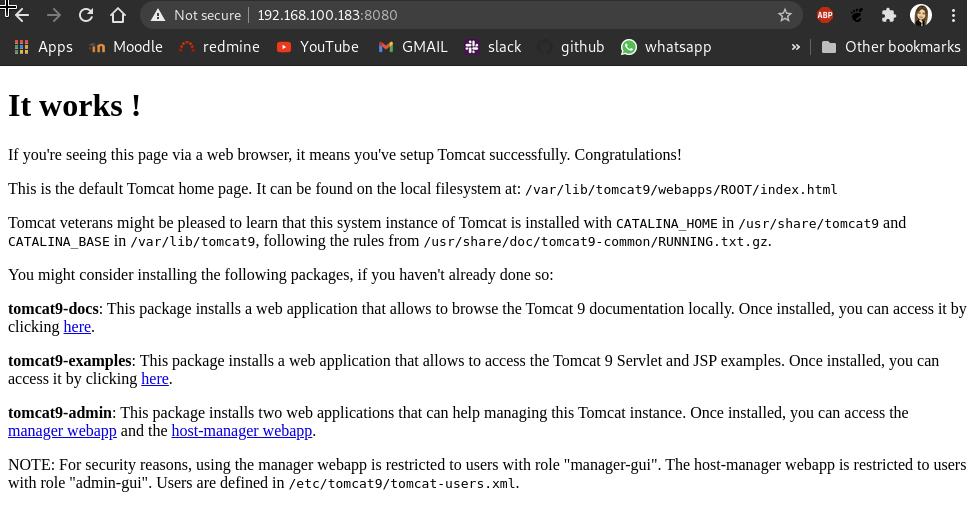 Not secure 192.168.100.183:8080 ABP
Apps Moodle redmine YouTube GMAIL slack github whatsapp » Other bookmarks
It works !
If you're seeing this page via a web browser, it means you've setup Tomcat successfully. Congratulations!
This is the default Tomcat home page. It can be found on the local filesystem at: /var/lib/tomcat9/webapps/ROOT/index.html
Tomcat veterans might be pleased to learn that this system instance of Tomcat is installed with CATALINA_HOME in /usr/share/tomcat9 and
CATALINA_BASE in /var/lib/tomcat9, following the rules from /usr/share/doc/tomcat9-common/RUNNING.txt.gz.
You might consider installing the following packages, if you haven't already done so:
tomcat9-docs: This package installs a web application that allows to browse the Tomcat 9 documentation locally. Once installed, you can access it by
clicking here.
tomcat9-examples: This package installs a web application that allows to access the Tomcat 9 Servlet and JSP examples. Once installed, you can
access it by clicking here.
tomcat9-admin: This package installs two web applications that can help managing this Tomcat instance. Once installed, you can access the
manager webapp and the host-manager webapp.
NOTE: For security reasons, using the manager webapp is restricted to users with role "manager-gui". The host-manager webapp is restricted to users
with role "admin-gui". Users are defined in /etc/tomcat9/tomcat-users.xml.